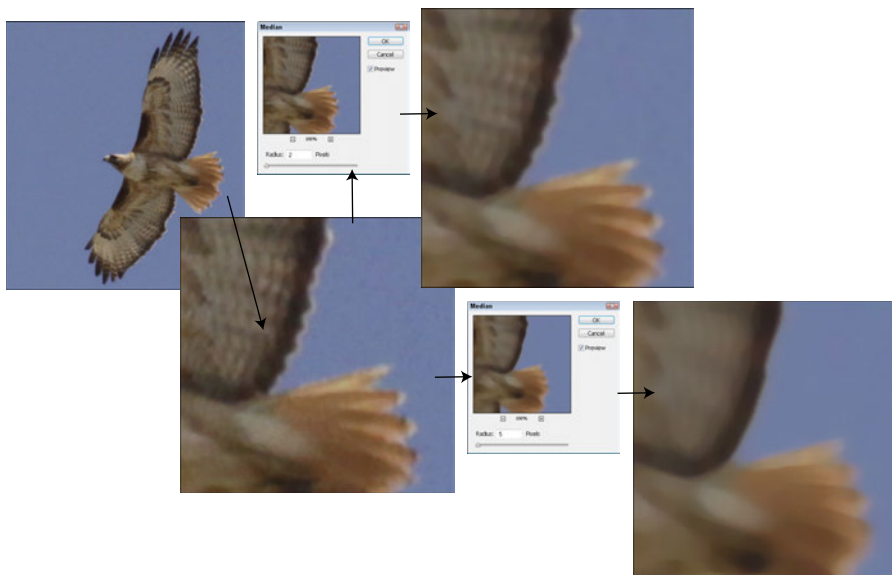 Median
OK
Cancel
Preview
100%
Radius: 2 Pixels
Median
OK
Cancel
Preview
100%
Radius: 5 Pixels